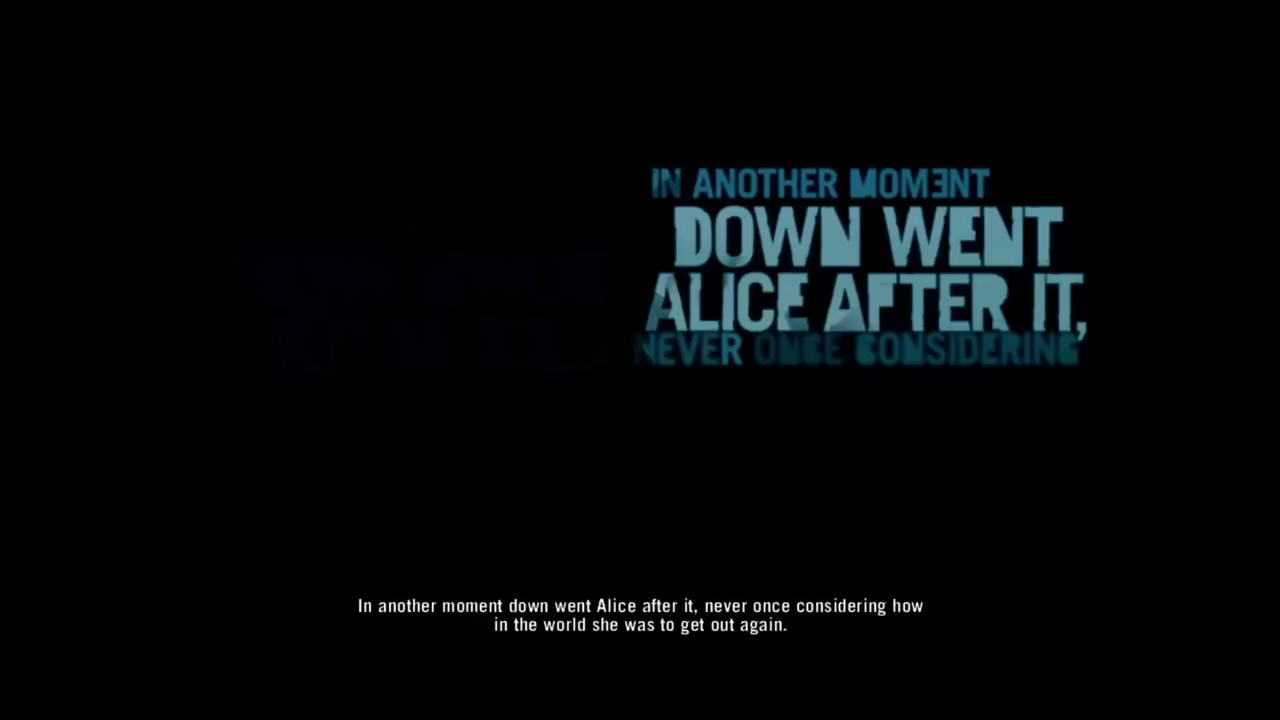 IN ANOTHER MOMENT
DOWN WENT
ALICE AFTER IT,
NEVER ONCE CONSIDERING
In another moment down went Alice after it, never once considering how
in the world she was to get out again.